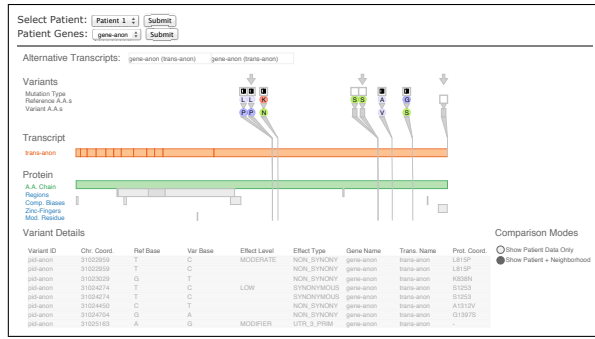 Select Patient: Patient 1 Submit
Patient Genes: gene-anon Submit
Alternative Transcripts: gene-anon (trans-anon) gene-anon (trans-anon)
Variants
Mutation Type
Reference A.A.s L L K S S A G
Variant A.A.s P P N V S
Transcript
trans-anon
Protein
A.A. Chain
Regions
Comp. Biases
Zinc-Fingers
Mod. Residue
Variant Details Comparison Modes
Variant ID Chr. Coord. Ref Base Var Base Effect Level Effect Type Gene Name Trans. Name Prot. Coord.
pid-anon 31022959 T C MODERATE NON_SYNONY gene-anon trans-anon L815P Show Patient Data Only
pid-anon 31022959 T C NON_SYNONY gene-anon trans-anon L815P Show Patient + Neighborhood
pid-anon 31023029 G T NON_SYNONY gene-anon trans-anon K838N
pid-anon 31024274 T C LOW SYNONYMOUS gene-anon trans-anon S1253
pid-anon 31024274 T C SYNONYMOUS gene-anon trans-anon S1253
pid-anon 31024450 C T NON_SYNONY gene-anon trans-anon A1312V
pid-anon 31024704 G A NON_SYNONY gene-anon trans-anon G1397S
pid-anon 31025163 A G MODIFIER UTR_3_PRIM gene-anon trans-anon -